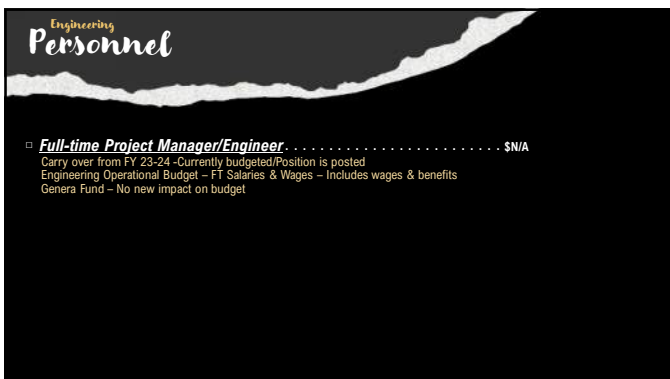 Engineering
Personnel
□ Full-time Project Manager/Engineer . . . . . . . . . . . . . . . . . . . . . . . . . $N/A
Carry over from FY 23-24 -Currently budgeted/Position is posted
Engineering Operational Budget – FT Salaries & Wages – Includes wages & benefits
Genera Fund – No new impact on budget